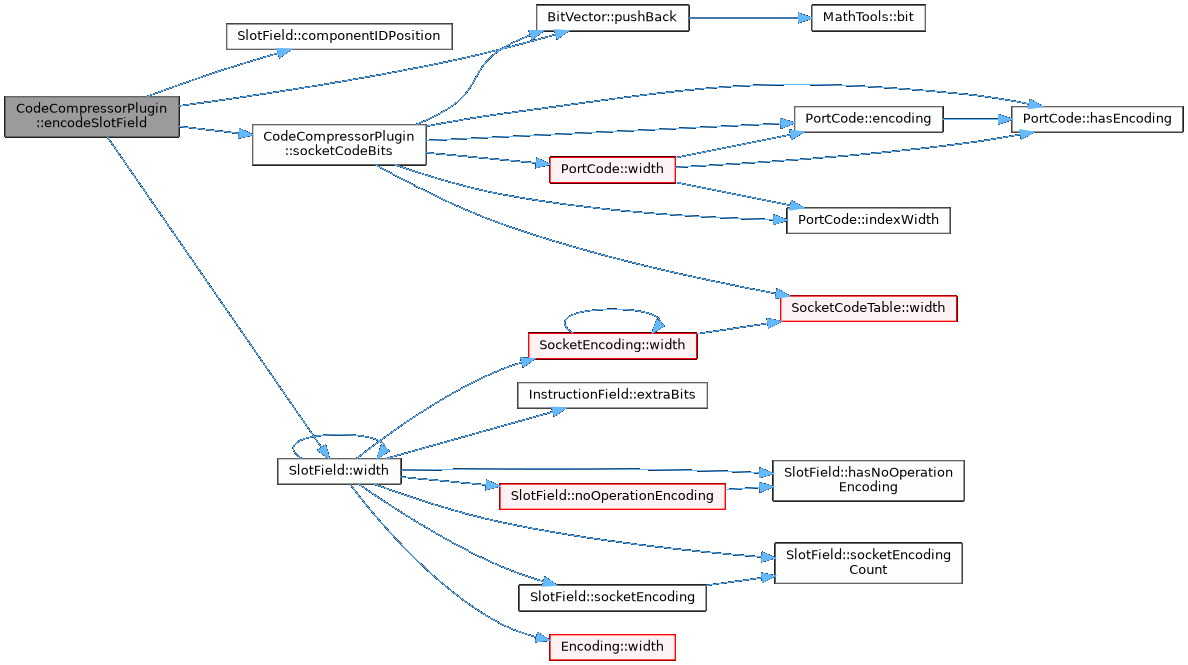 BitVector::pushBack
MathTools::bit
SlotField::componentIDPosition
CodeCompressorPlugin
::encodeSlotField
CodeCompressorPlugin
::socketCodeBits
PortCode::encoding
PortCode::hasEncoding
PortCode::width
PortCode::indexWidth
SocketCodeTable::width
SocketEncoding::width
InstructionField::extraBits
SlotField::width
SlotField::hasNoOperation
Encoding
SlotField::noOperationEncoding
SlotField::socketEncoding
Count
SlotField::socketEncoding
Encoding::width